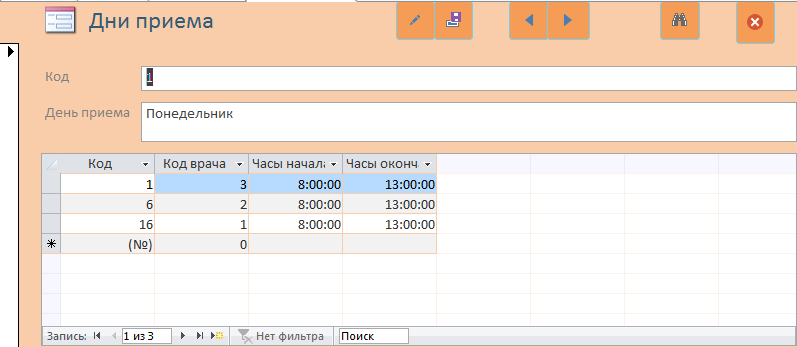 Дни приема
Код 1
День приема Понедельник
Код Код врача Часы начала Часы оконч
1 3 8:00:00 13:00:00
6 2 8:00:00 13:00:00
16 1 8:00:00 13:00:00
(№) 0
Запись: 1 из 3 Нет фильтра Поиск